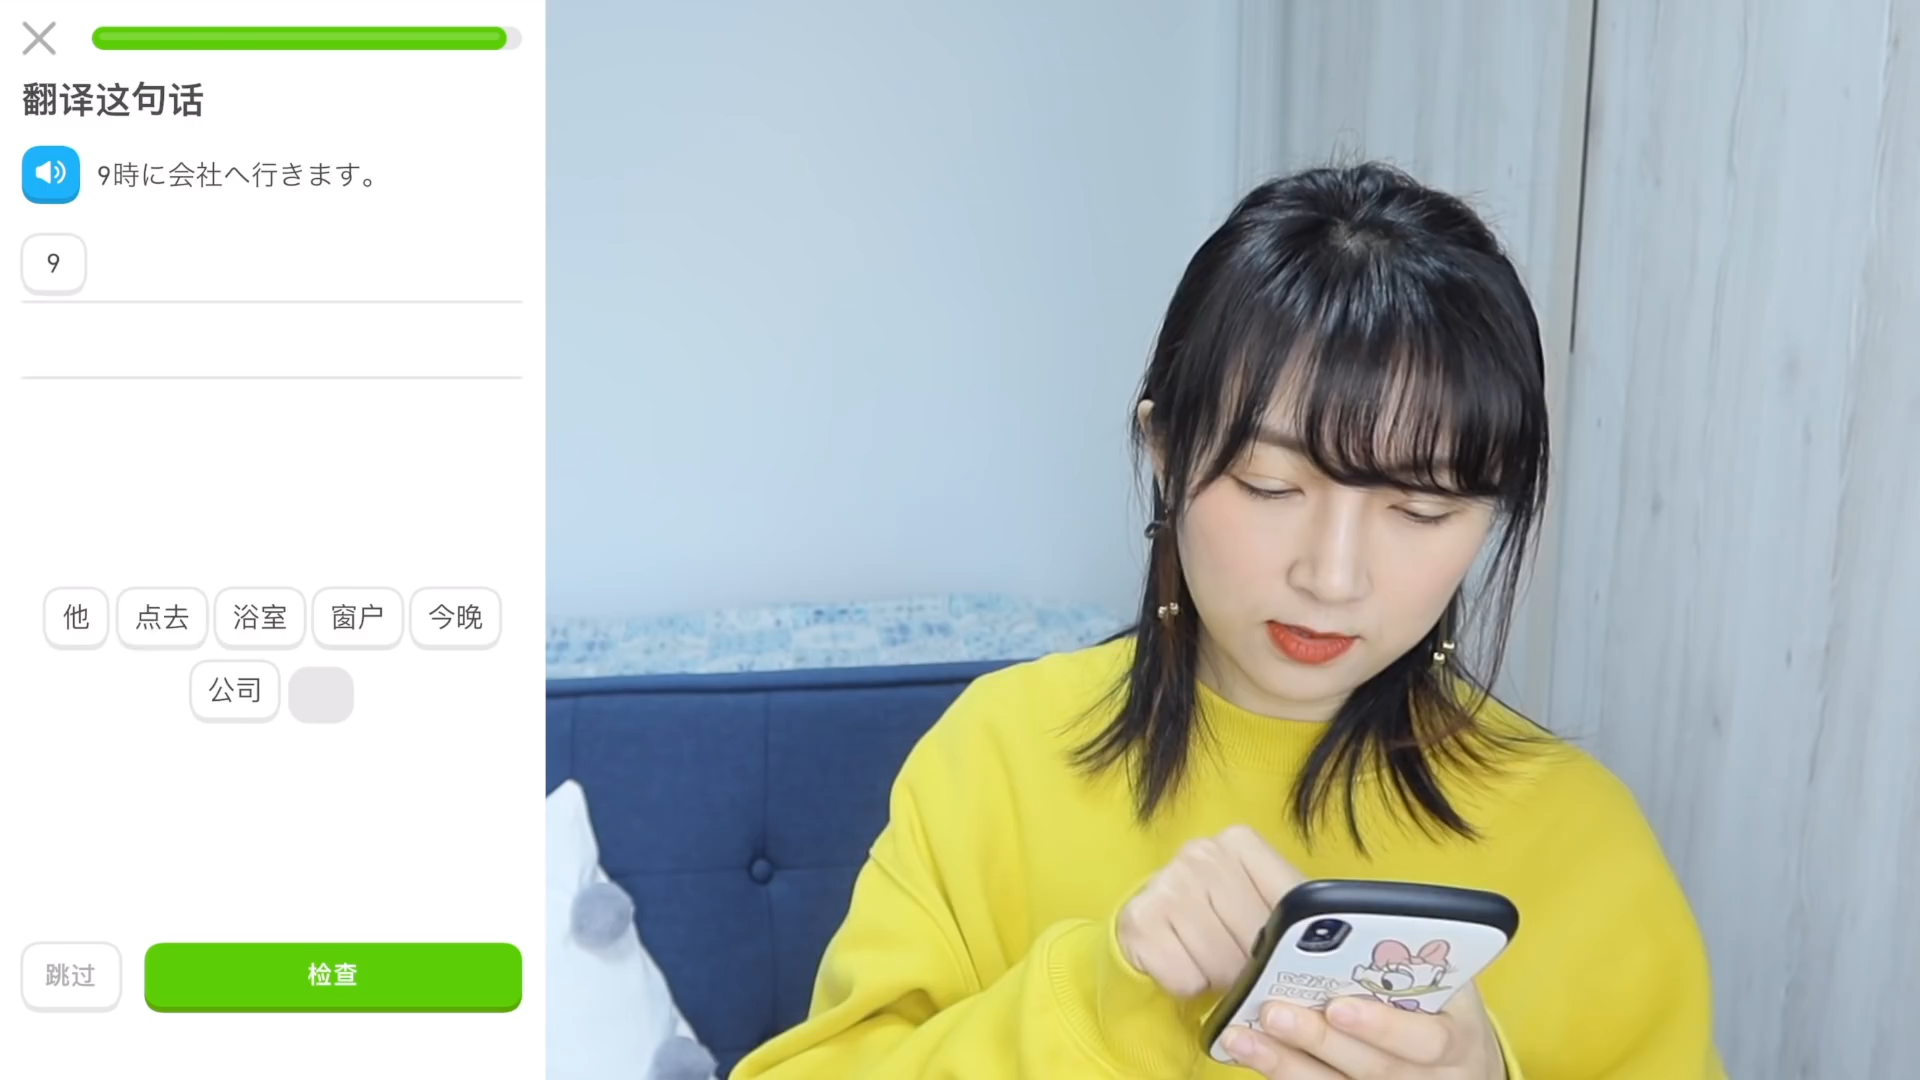 翻译这句话
9時に会社へ行きます。
9
他 点去 浴室 窗户 今晚
公司
跳过 检查